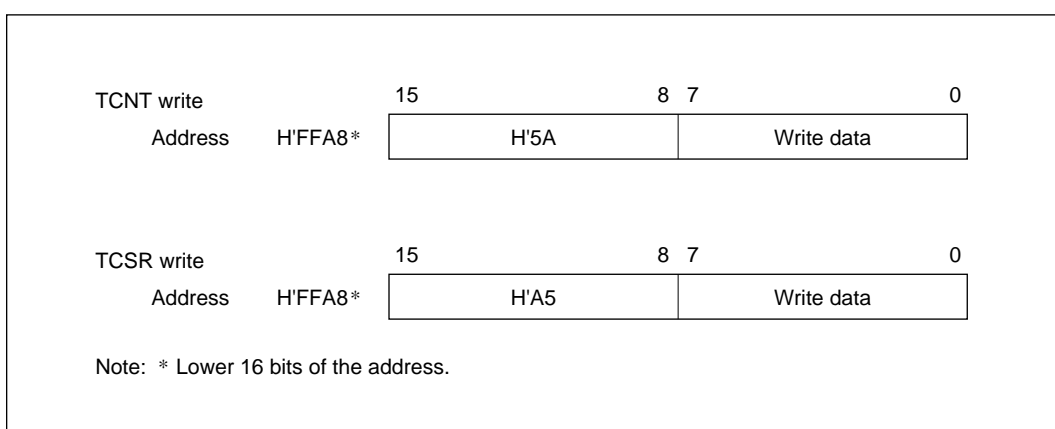 TCNT write 15 8 7 0
Address H'FFA8* H'5A Write data
TCSR write 15 8 7 0
Address H'FFA8* H'A5 Write data
Note: * Lower 16 bits of the address.